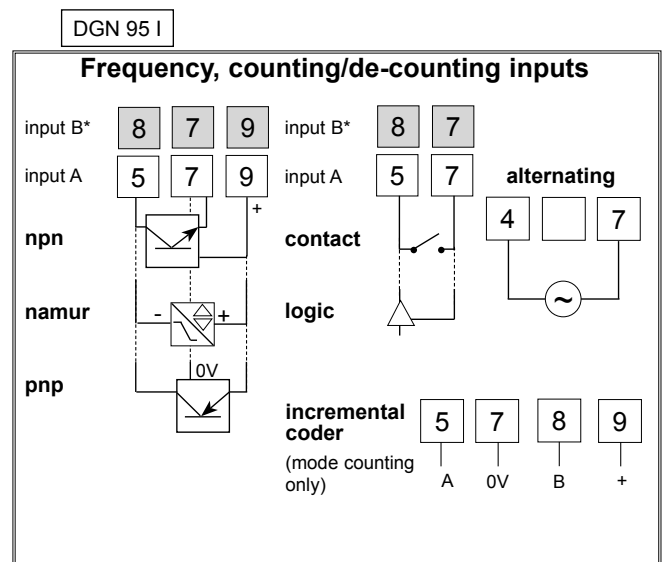 DGN 95 I
Frequency, counting/de-counting inputs
input B* 8 7 9
input A 5 7 9
+
npn
namur - +
pnp 0V
input B* 8 7
input A 5 7
contact
logic
alternating
4 7
~
incremental
coder
(mode counting
only)
5 7 8 9
A 0V B +